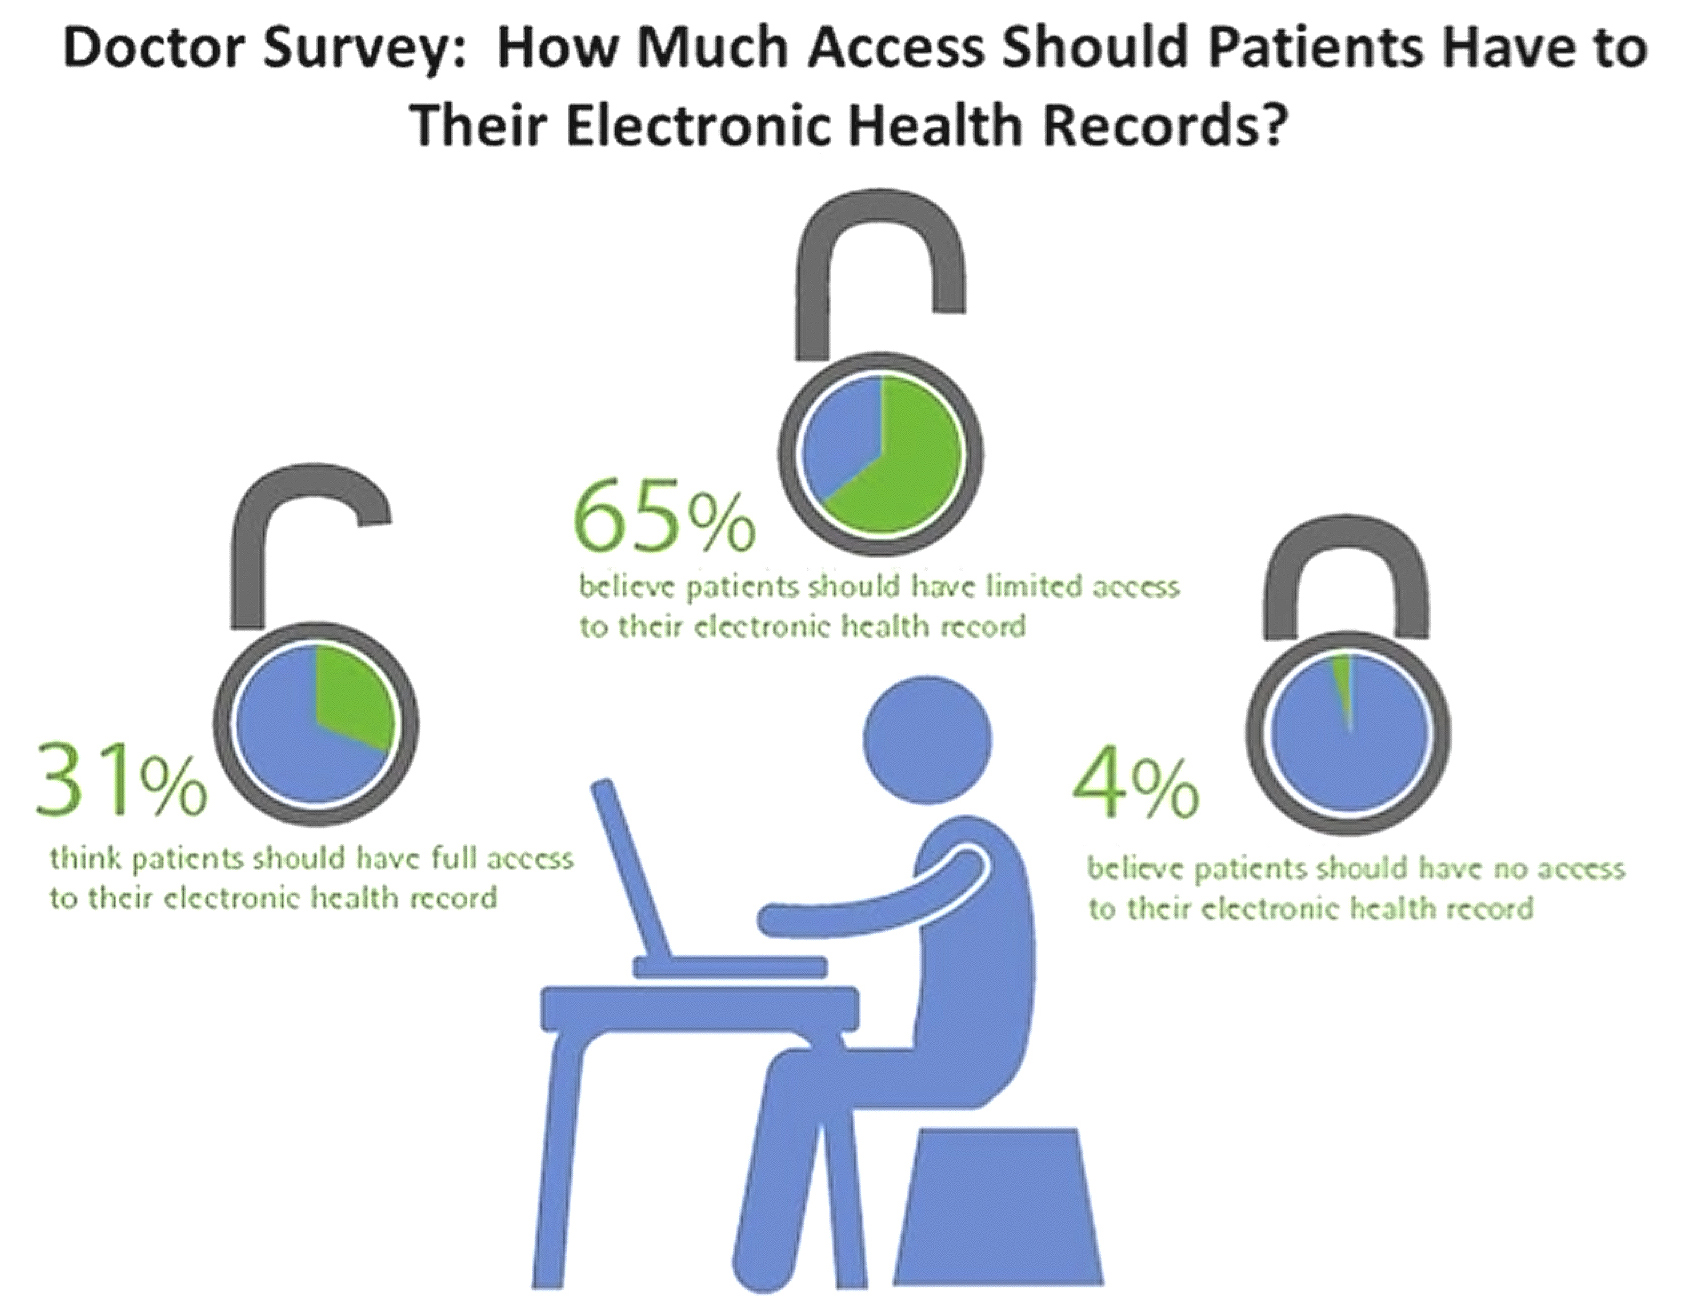 Doctor Survey: How Much Access Should Patients Have to
Their Electronic Health Records?
65%
believe patients should have limited access
to their electronic health record
31%
think patients should have full access
to their electronic health record
4%
believe patients should have no access
to their electronic health record